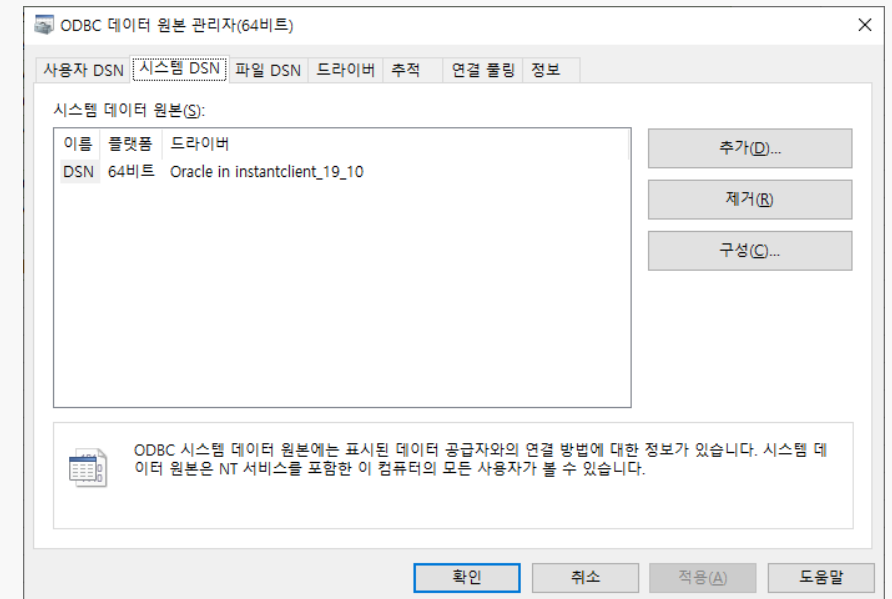 ODBC 데이터 원본 관리자(64비트)
사용자 DSN 시스템 DSN 파일 DSN 드라이버 추적 연결 풀링 정보
시스템 데이터 원본(S):
이름 플랫폼 드라이버
DSN 64비트 Oracle in instantclient_19_10
추가(D)...
제거(R)
구성(C)...
ODBC 시스템 데이터 원본에는 표시된 데이터 공급자와의 연결 방법에 대한 정보가 있습니다. 시스템 데
이터 원본은 NT 서비스를 포함한 이 컴퓨터의 모든 사용자가 볼 수 있습니다.
확인 취소 적용(A) 도움말